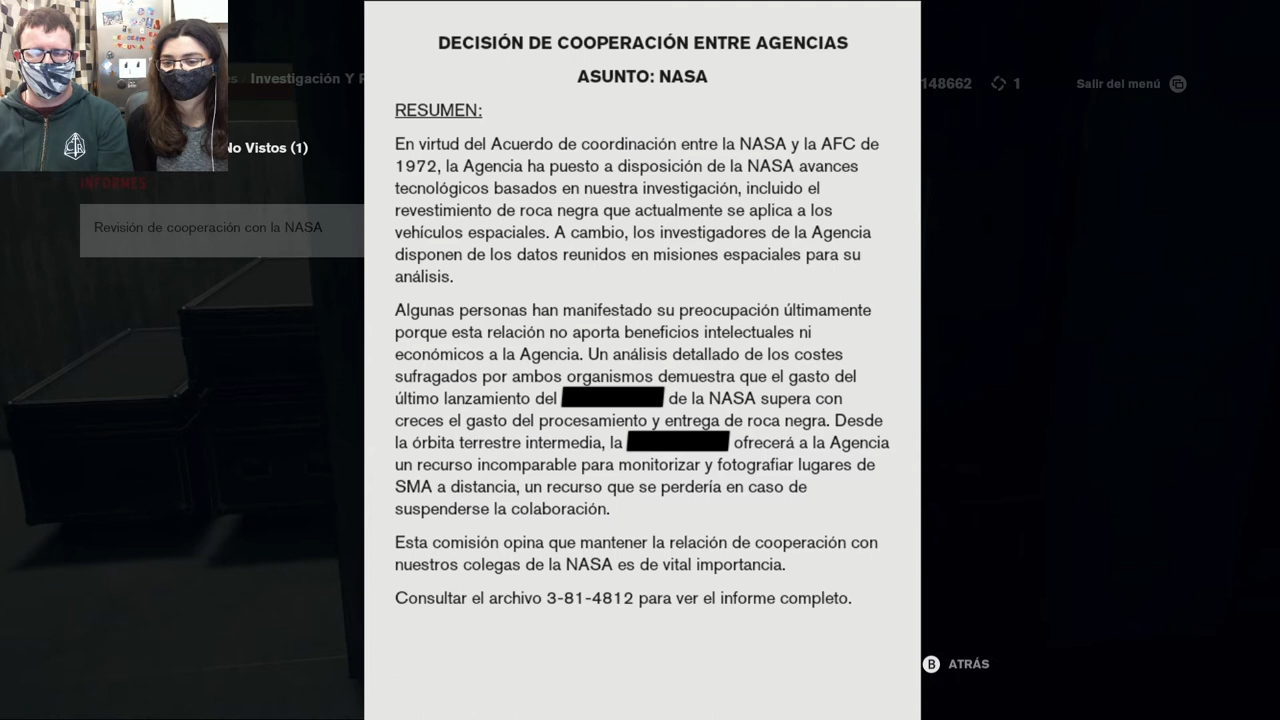 Investigación Y
148662
1
Salir del menú
No Vistos (1)
INFORMES
Revisión de cooperación con la NASA
DECISIÓN DE COOPERACIÓN ENTRE AGENCIAS
ASUNTO: NASA
RESUMEN:
En virtud del Acuerdo de coordinación entre la NASA y la AFC de
1972, la Agencia ha puesto a disposición de la NASA avances
tecnológicos basados en nuestra investigación, incluido el
revestimiento de roca negra que actualmente se aplica a los
vehículos espaciales. A cambio, los investigadores de la Agencia
disponen de los datos reunidos en misiones espaciales para su
análisis.
Algunas personas han manifestado su preocupación últimamente
porque esta relación no aporta beneficios intelectuales ni
económicos a la Agencia. Un análisis detallado de los costes
sufragados por ambos organismos demuestra que el gasto del
último lanzamiento del de la NASA supera con
creces el gasto del procesamiento y entrega de roca negra. Desde
la órbita terrestre intermedia, la ofrecerá a la Agencia
un recurso incomparable para monitorizar y fotografiar lugares de
SMA a distancia, un recurso que se perdería en caso de
suspenderse la colaboración.
Esta comisión opina que mantener la relación de cooperación con
nuestros colegas de la NASA es de vital importancia.
Consultar el archivo 3-81-4812 para ver el informe completo.
B ATRÁS